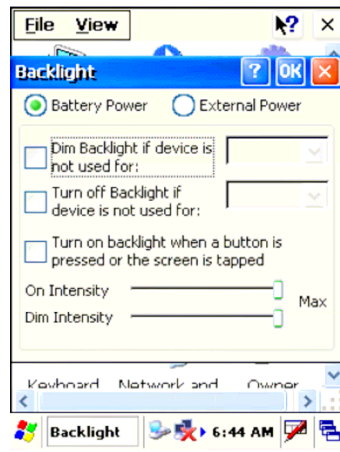 File View
Backlight ? OK
Battery Power External Power
Dim Backlight if device is
not used for:
Turn off Backlight if
device is not used for:
Turn on backlight when a button is
pressed or the screen is tapped
On Intensity
Max
Dim Intensity
Keyboard Network and Owner
Backlight 6:44 AM